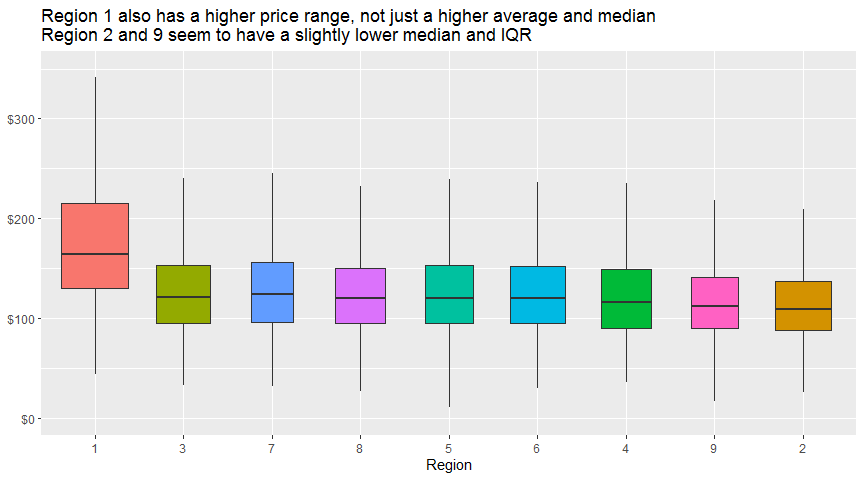 Region 1 also has a higher price range, not just a higher average and median
Region 2 and 9 seem to have a slightly lower median and IQR
$300
$200
$100
$0
1 3 7 8 5 6 4 9 2
Region